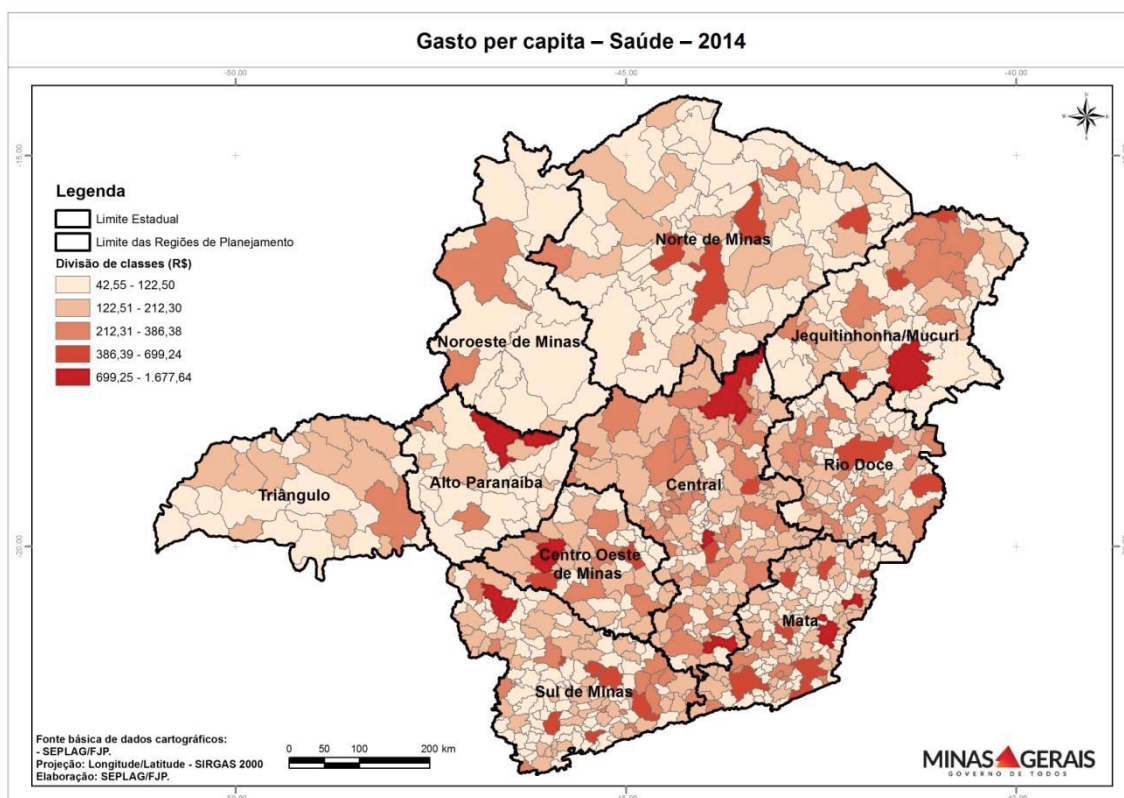 Gasto per capita – Saúde – 2014
-50,00
-45,00
-40,00
-15,00
Legenda
Limite Estadual
Limite das Regiões de Planejamento
Divisão de classes (R$)
42,55 - 122,50
122,51 - 212,30
212,31 - 386,38
386,39 - 699,24
699,25 - 1.677,64
Norte de Minas
Jequitinhonha/Mucuri
Noroeste de Minas
Rio Doce
Triângulo
Alto Paranaíba
Central
-20,00
Centro Oeste
de Minas
Mata
Sul de Minas
Fonte básica de dados cartográficos:
- SEPLAG/FJP.
Projeção: Longitude/Latitude - SIRGAS 2000
Elaboração: SEPLAG/FJP.
0 50 100 200 km
MINAS GERAIS
GOVERNO DE TODOS
-50,00